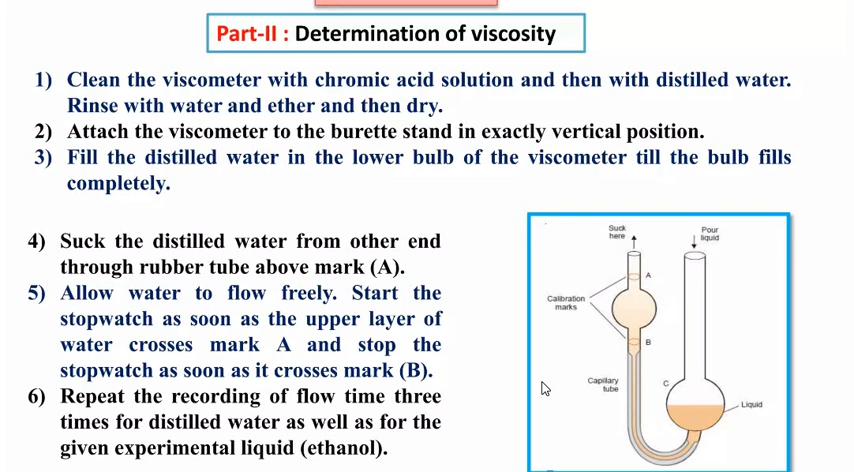 Part-II : Determination of viscosity
1) Clean the viscometer with chromic acid solution and then with distilled water.
Rinse with water and ether and then dry.
2) Attach the viscometer to the burette stand in exactly vertical position.
3) Fill the distilled water in the lower bulb of the viscometer till the bulb fills
completely.
4) Suck the distilled water from other end
through rubber tube above mark (A).
5) Allow water to flow freely. Start the
stopwatch as soon as the upper layer of
water crosses mark A and stop the
stopwatch as soon as it crosses mark (B).
6) Repeat the recording of flow time three
times for distilled water as well as for the
given experimental liquid (ethanol).
Suck
here
Pour
liquid
A
Calibration
marks
B
Capillary
tube
C
Liquid